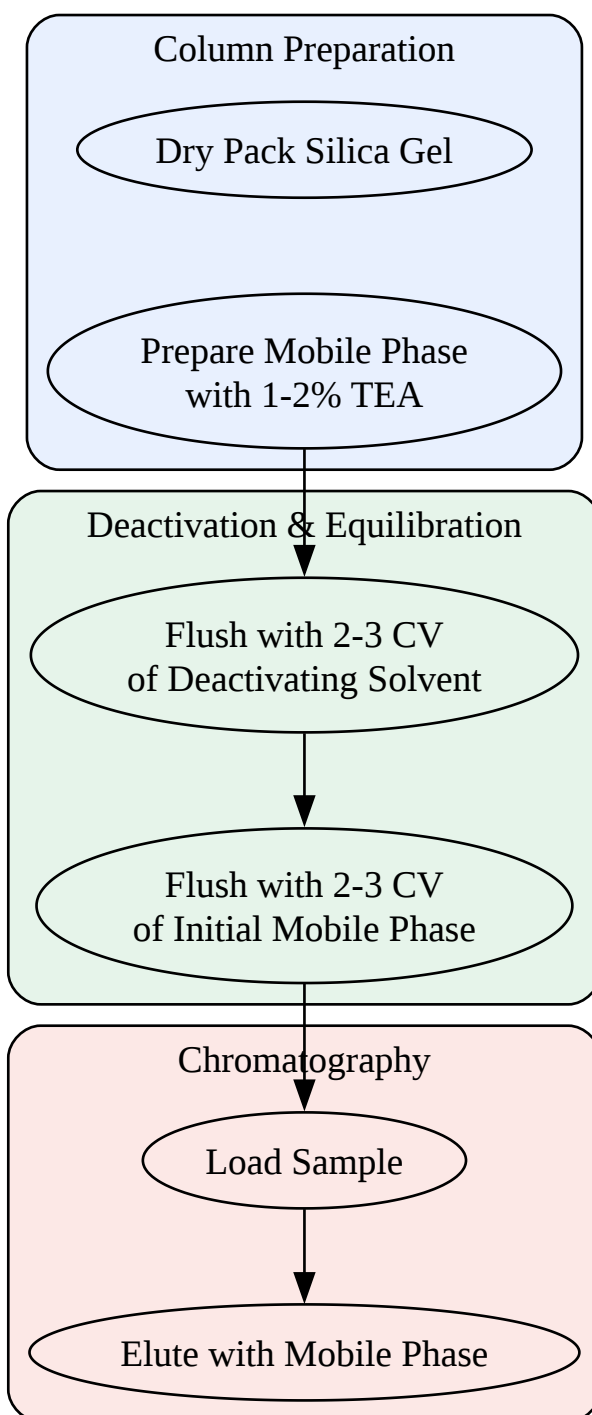 Column Preparation
Dry Pack Silica Gel
Prepare Mobile Phase
with 1-2% TEA
Deactivation & Equilibration
Flush with 2-3 CV
of Deactivating Solvent
Flush with 2-3 CV
of Initial Mobile Phase
Chromatography
Load Sample
Elute with Mobile Phase